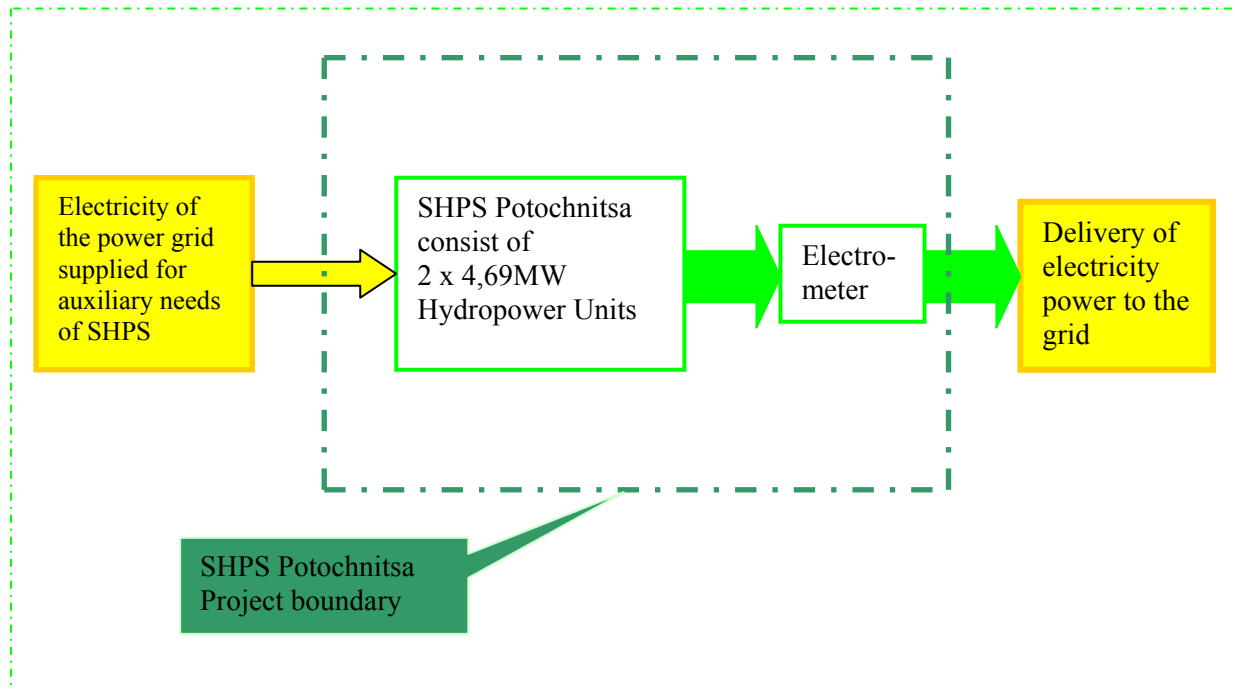 Electricity of
the power grid
supplied for
auxiliary needs
of SHPS
SHPS Potochnitsa
consist of
2 x 4,69MW
Hydropower Units
Electro-
meter
Delivery of
electricity
power to the
grid
SHPS Potochnitsa
Project boundary